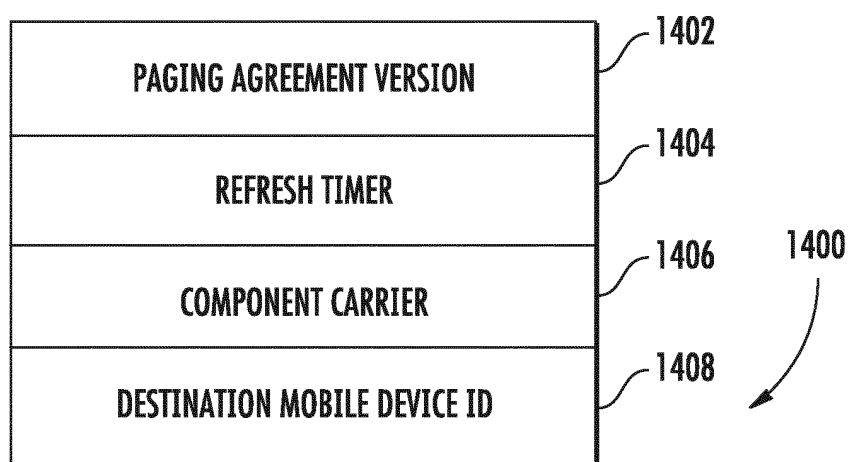 1402
PAGING AGREEMENT VERSION
1404
REFRESH TIMER
1406
1400
COMPONENT CARRIER
1408
DESTINATION MOBILE DEVICE ID